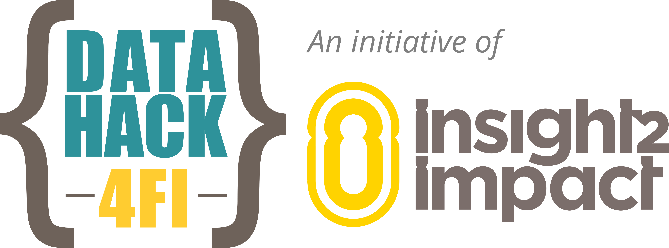 DATA
HACK
4FI
An initiative of
insight2
impact